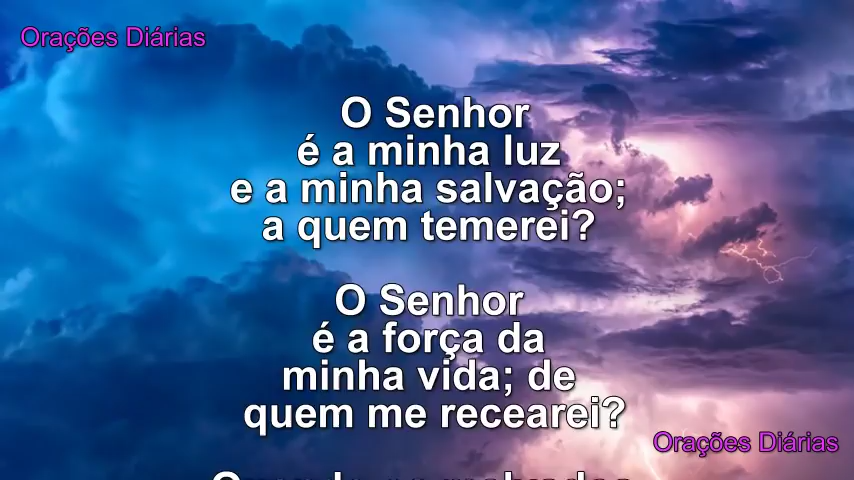 Orações Diárias
O Senhor
é a minha luz
e a minha salvação;
a quem temerei?
O Senhor
é a força da
minha vida; de
quem me recearei?
Orações Diárias